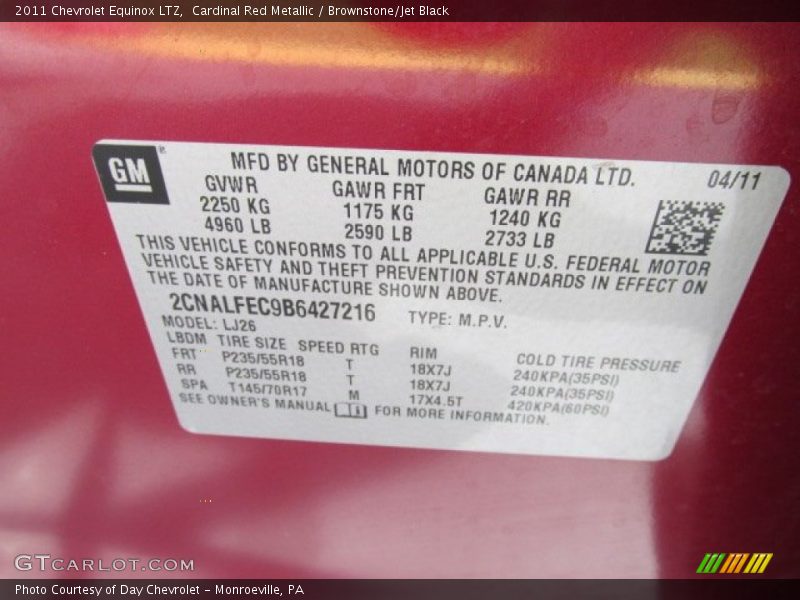 2011 Chevrolet Equinox LTZ, Cardinal Red Metallic / Brownstone/Jet Black
GM
MFD BY GENERAL MOTORS OF CANADA LTD. 04/11
GVWR GAWR FRT GAWR RR
2250 KG 1175 KG 1240 KG
4960 LB 2590 LB 2733 LB
THIS VEHICLE CONFORMS TO ALL APPLICABLE U.S. FEDERAL MOTOR
VEHICLE SAFETY AND THEFT PREVENTION STANDARDS IN EFFECT ON
THE DATE OF MANUFACTURE SHOWN ABOVE.
2CNALFEC9B6427216 TYPE: M.P.V.
MODEL: LJ26
LBDM TIRE SIZE SPEED RTG RIM COLD TIRE PRESSURE
FRT P235/55R18 T 18X7J 240KPA(35PSI)
RR P235/55R18 T 18X7J 240KPA(35PSI)
SPA T145/70R17 M 17X4.5T 420KPA(60PSI)
SEE OWNER'S MANUAL FOR MORE INFORMATION.
GTCARLOT.COM
Photo Courtesy of Day Chevrolet – Monroeville, PA